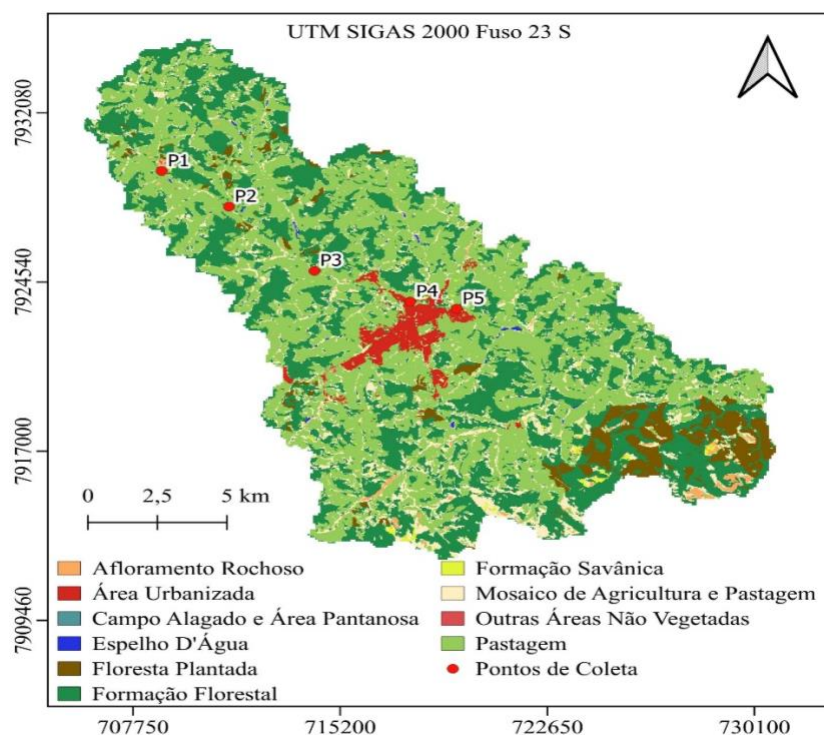 UTM SIGAS 2000 Fuso 23 S
7932080
7924540
7917000
7909460
P1
P2
P3
P4
P5
0 2,5 5 km
Afloramento Rochoso
Área Urbanizada
Campo Alagado e Área Pantanosa
Espelho D'Água
Floresta Plantada
Formação Florestal
Formação Savânica
Mosaico de Agricultura e Pastagem
Outras Áreas Não Vegetadas
Pastagem
Pontos de Coleta
707750 715200 722650 730100